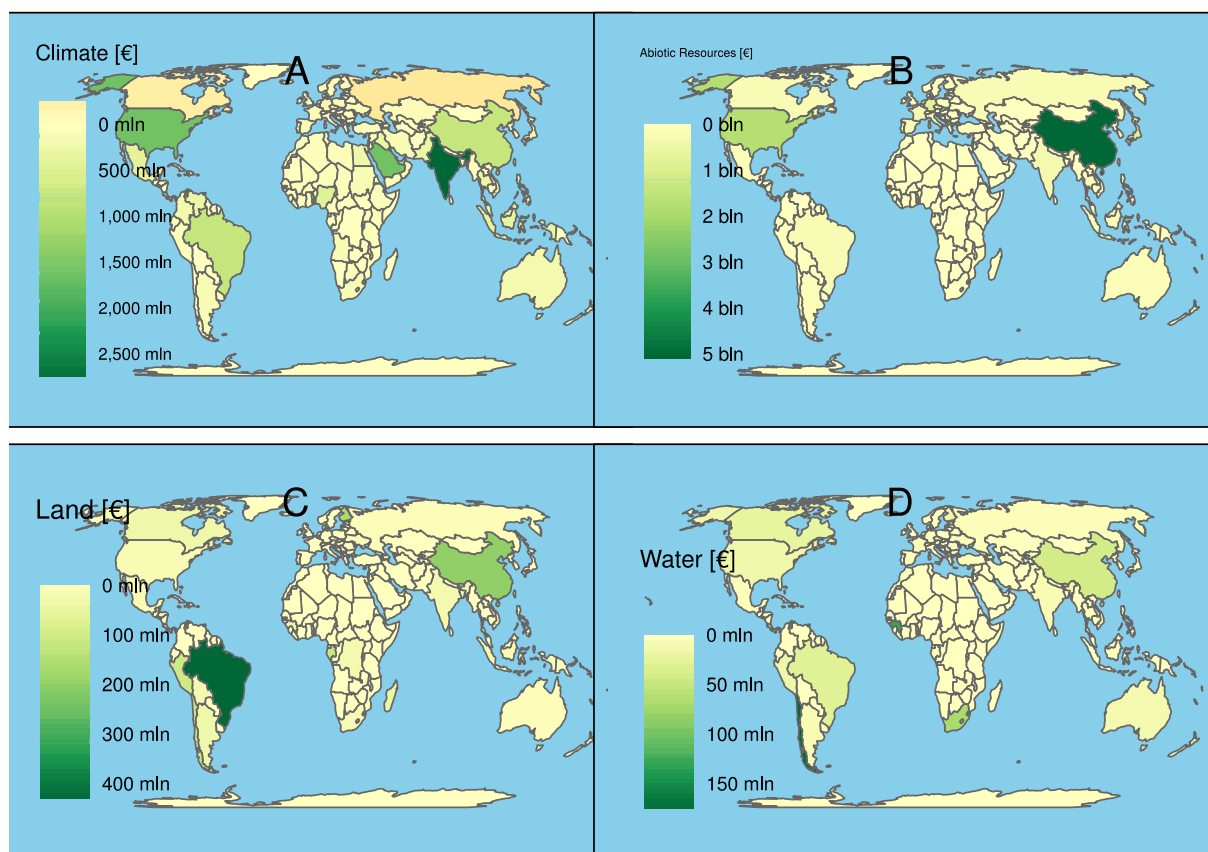 Climate [€]
A
0 mln
500 mln
1,000 mln
1,500 mln
2,000 mln
2,500 mln
Abiotic Resources [€]
B
0 bln
1 bln
2 bln
3 bln
4 bln
5 bln
Land [€]
C
0 mln
100 mln
200 mln
300 mln
400 mln
D
Water [€]
0 mln
50 mln
100 mln
150 mln